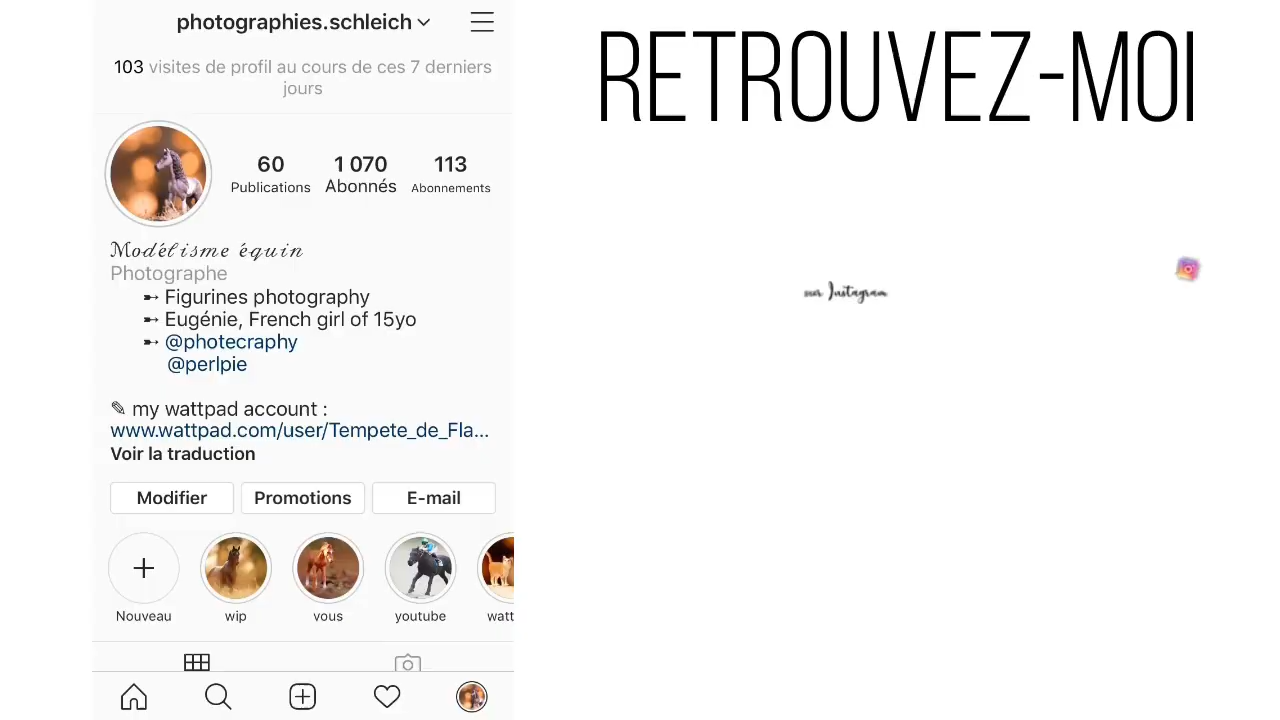 photographies.schleich
103 visites de profil au cours de ces 7 derniers
jours
60 1 070 113
Publications Abonnés Abonnements
Modélisme équin
Photographe
➸ Figurines photography
➸ Eugénie, French girl of 15yo
➸ @photecraphy
@perlpie
✎ my wattpad account :
www.wattpad.com/user/Tempete_de_Fla...
Voir la traduction
Modifier Promotions E-mail
Nouveau wip vous youtube watt
RETROUVEZ-MOI
sur Instagram